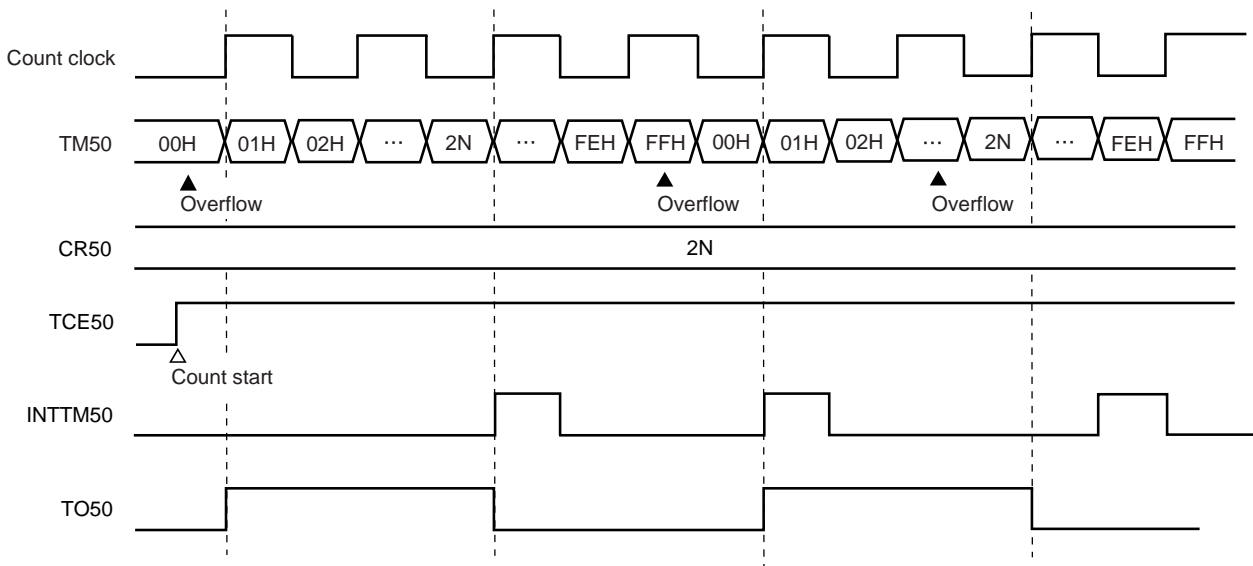 Count clock
TM50 00H 01H 02H ... 2N ... FEH FFH 00H 01H 02H ... 2N ... FEH FFH
Overflow Overflow Overflow
CR50 2N
TCE50
Count start
INTTM50
TO50